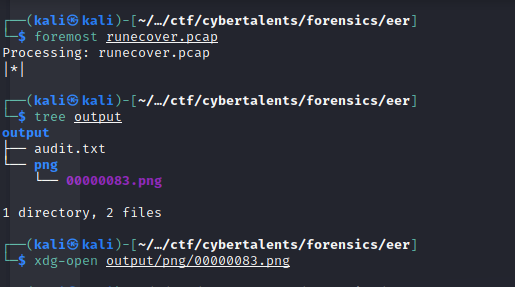 ┌──(kali㉿kali)-[~/…/ctf/cybertalents/forensics/eer]
└─$ foremost runecover.pcap
Processing: runecover.pcap
|*|
┌──(kali㉿kali)-[~/…/ctf/cybertalents/forensics/eer]
└─$ tree output
output
├── audit.txt
└── png
    └── 00000083.png
1 directory, 2 files
┌──(kali㉿kali)-[~/…/ctf/cybertalents/forensics/eer]
└─$ xdg-open output/png/00000083.png